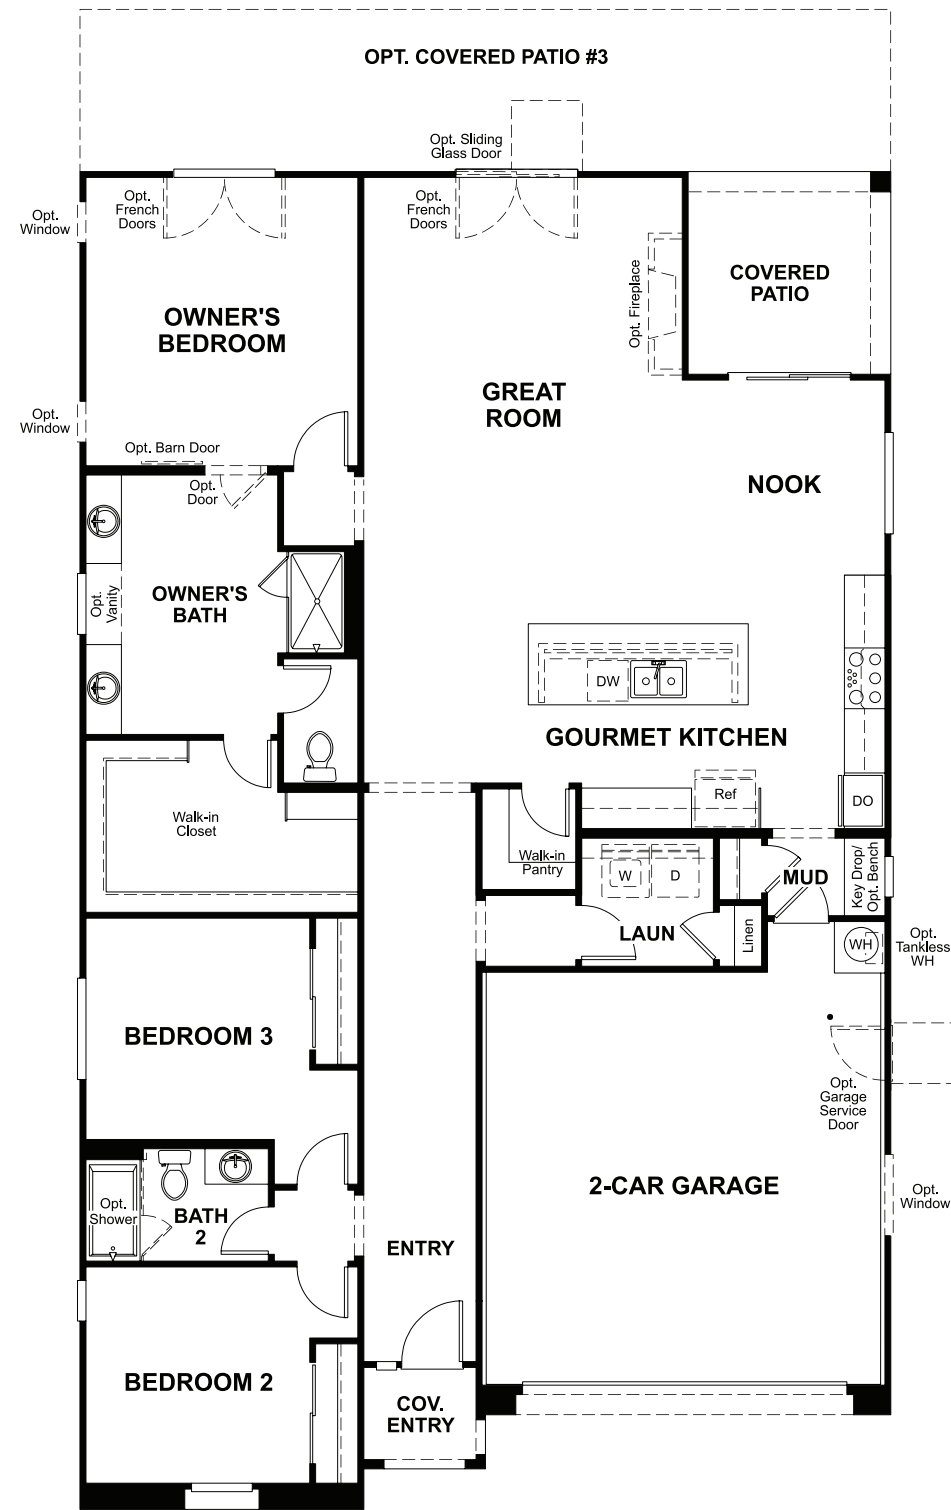 OPT. COVERED PATIO #3
Opt. Sliding
Glass Door
Opt.
French
Doors
Opt.
French
Doors
Opt.
Window
COVERED
PATIO
Opt. Fireplace
OWNER'S
BEDROOM
GREAT
ROOM
Opt.
Window
Opt. Barn Door
Opt.
Door
NOOK
OWNER'S
BATH
Opt.
Vanity
DW
GOURMET KITCHEN
Ref
DO
Walk-in
Closet
Walk-in
Pantry
W
D
MUD
Key Drop/
Opt. Bench
LAUN
Linen
WH
Opt.
Tankless
WH
BEDROOM 3
Opt.
Garage
Service
Door
2-CAR GARAGE
Opt.
Window
Opt.
Shower
BATH
2
ENTRY
BEDROOM 2
COV.
ENTRY